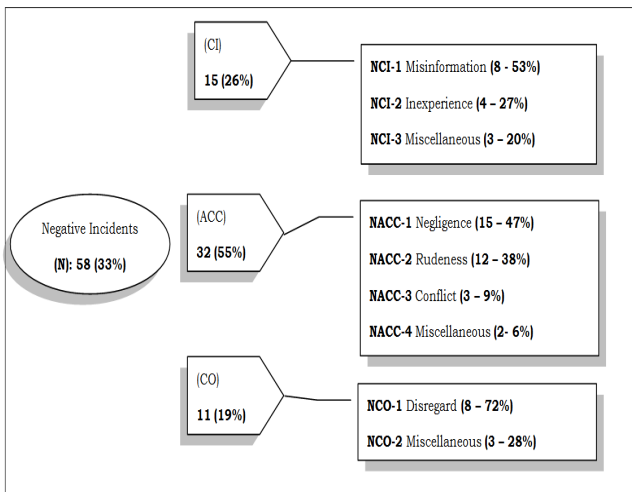 Negative Incidents
(N): 58 (33%)
(CI)
15 (26%)
NCI-1 Misinformation (8 - 53%)
NCI-2 Inexperience (4 – 27%)
NCI-3 Miscellaneous (3 – 20%)
(ACC)
32 (55%)
NACC-1 Negligence (15 – 47%)
NACC-2 Rudeness (12 – 38%)
NACC-3 Conflict (3 – 9%)
NACC-4 Miscellaneous (2- 6%)
(CO)
11 (19%)
NCO-1 Disregard (8 – 72%)
NCO-2 Miscellaneous (3 – 28%)